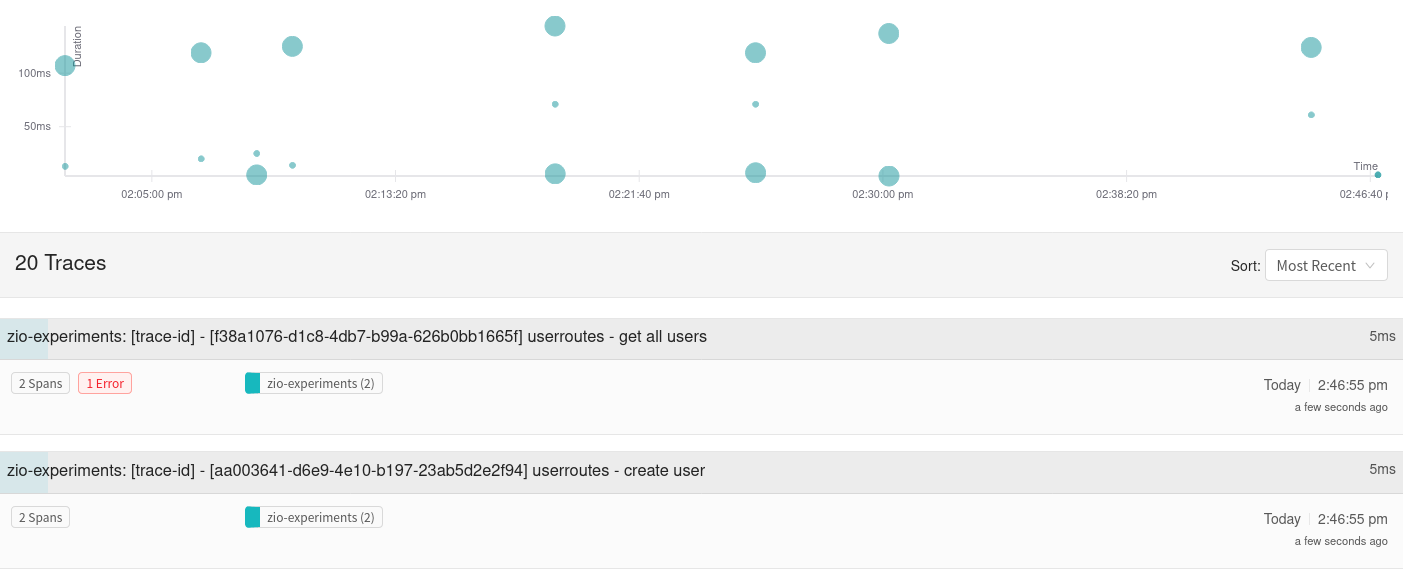 Duration
100ms
50ms
Time
02:05:00 pm
02:13:20 pm
02:21:40 pm
02:30:00 pm
02:38:20 pm
02:46:40 p
20 Traces
Sort: Most Recent
zio-experiments: [trace-id] - [f38a1076-d1c8-4db7-b99a-626b0bb1665f] userroutes - get all users 5ms
2 Spans 1 Error zio-experiments (2) Today 2:46:55 pm
a few seconds ago
zio-experiments: [trace-id] - [aa003641-d6e9-4e10-b197-23ab5d2e2f94] userroutes - create user 5ms
2 Spans zio-experiments (2) Today 2:46:55 pm
a few seconds ago